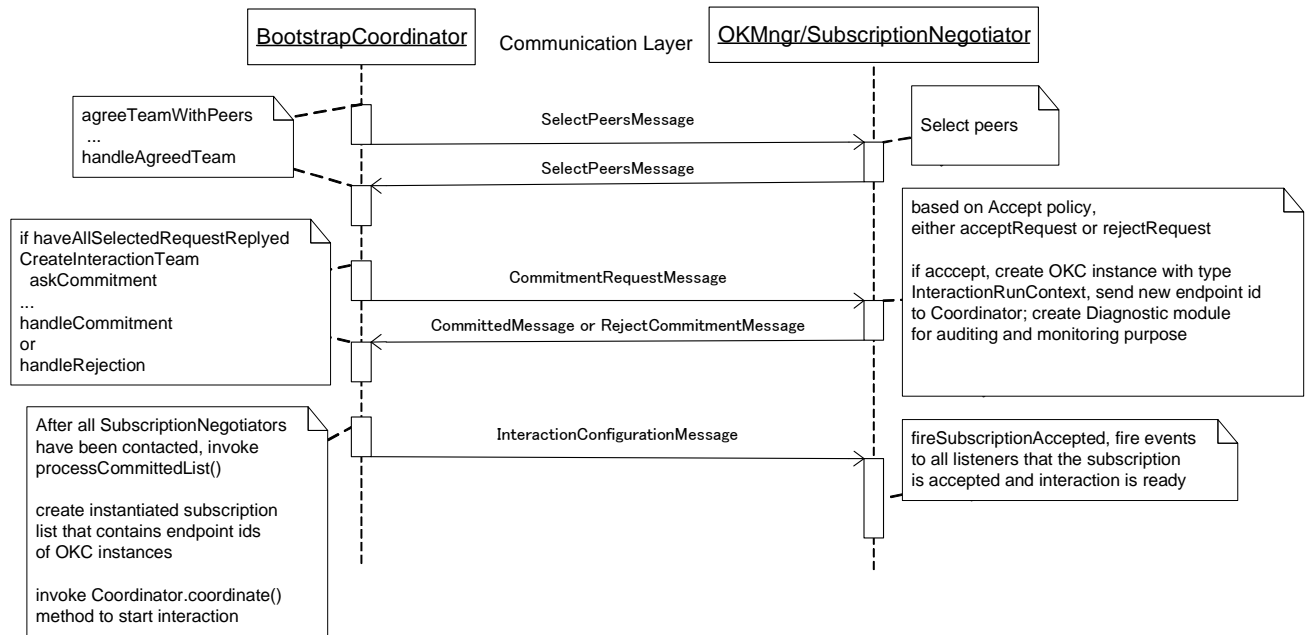 BootstrapCoordinator
Communication Layer
OKMngr/SubscriptionNegotiator
agreeTeamWithPeers
...
handleAgreedTeam
SelectPeersMessage
Select peers
SelectPeersMessage
if haveAllSelectedRequestReplyed
CreateInteractionTeam
askCommitment
...
handleCommitment
or
handleRejection
CommitmentRequestMessage
CommittedMessage or RejectCommitmentMessage
based on Accept policy,
either acceptRequest or rejectRequest
if acccept, create OKC instance with type
InteractionRunContext, send new endpoint id
to Coordinator; create Diagnostic module
for auditing and monitoring purpose
After all SubscriptionNegotiators
have been contacted, invoke
processCommittedList()
create instantiated subscription
list that contains endpoint ids
of OKC instances
invoke Coordinator.coordinate()
method to start interaction
InteractionConfigurationMessage
fireSubscriptionAccepted, fire events
to all listeners that the subscription
is accepted and interaction is ready